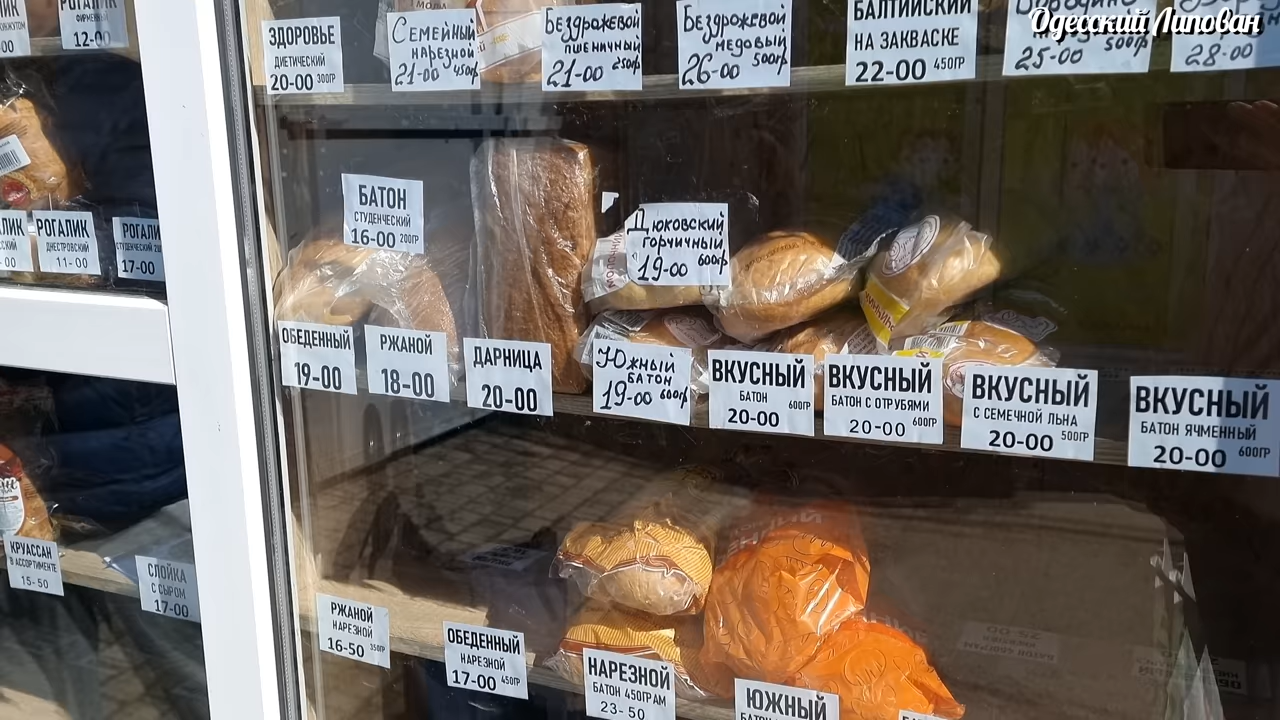 Одесский Липован
РОГАЛИК
ФИРМЕННЫЙ
12-00
ЗДОРОВЬЕ
ДИЕТИЧЕСКИЙ
20-00 300ГР
Семейный
нарезной
21-00 450гр
Бездрожевой
пшеничный
21-00 250гр
Бездрожевой
медовый
26-00 500гр
БАЛТИЙСКИЙ
НА ЗАКВАСКЕ
22-00 450ГР
25-00 500гр
28-00
БАТОН
СТУДЕНЧЕСКИЙ
16-00 200ГР
Дюковский
горчичный
19-00 600гр
РОГАЛИК
ДНЕСТРОВСКИЙ
11-00
17-00
ОБЕДЕННЫЙ
19-00
РЖАНОЙ
18-00
ДАРНИЦА
20-00
Южный
БАТОН
19-00 600гр
ВКУСНЫЙ
БАТОН
20-00 600ГР
ВКУСНЫЙ
БАТОН С ОТРУБЯМИ
20-00 600ГР
ВКУСНЫЙ
С СЕМЕЧКОЙ ЛЬНА
20-00 500ГР
ВКУСНЫЙ
БАТОН ЯЧМЕННЫЙ
20-00 600ГР
КРУАССАН
В АССОРТИМЕНТЕ
15-50
СЛОЙКА
С СЫРОМ
17-00
РЖАНОЙ
НАРЕЗНОЙ
16-50 350ГР
ОБЕДЕННЫЙ
НАРЕЗНОЙ
17-00 450ГР
НАРЕЗНОЙ
БАТОН 450ГРАМ
23-50
ЮЖНЫЙ